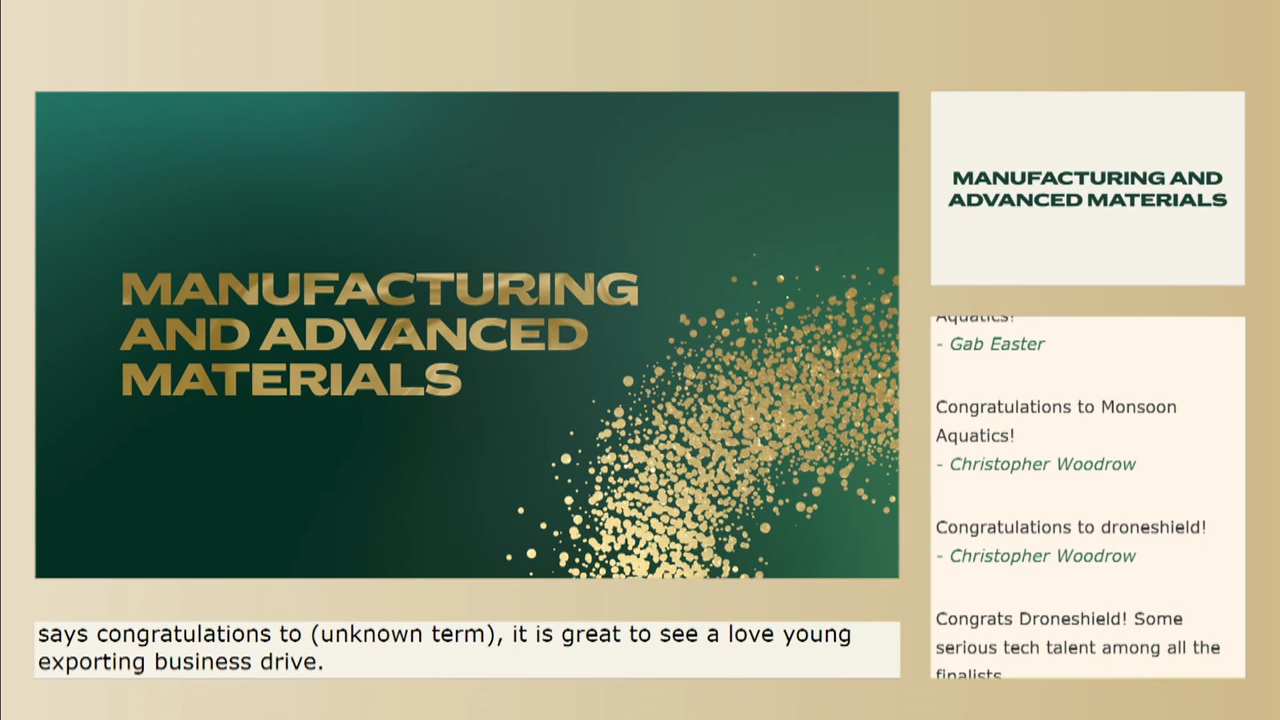 MANUFACTURING
AND ADVANCED
MATERIALS
says congratulations to (unknown term), it is great to see a love young
exporting business drive.
MANUFACTURING AND
ADVANCED MATERIALS
Aquatics!
- Gab Easter
Congratulations to Monsoon
Aquatics!
- Christopher Woodrow
Congratulations to droneshield!
- Christopher Woodrow
Congrats Droneshield! Some
serious tech talent among all the
finalists